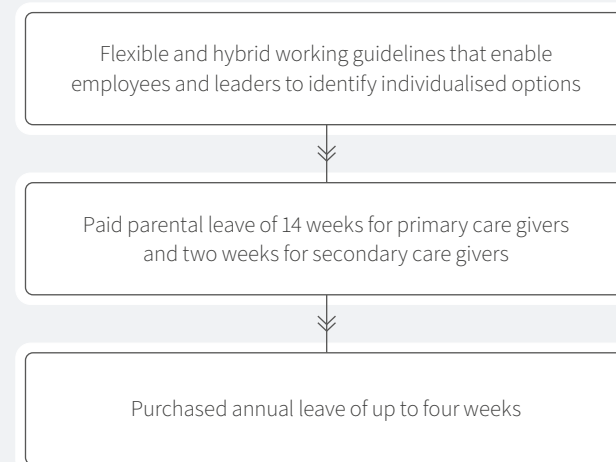 Flexible and hybrid working guidelines that enable
employees and leaders to identify individualised options
Paid parental leave of 14 weeks for primary care givers
and two weeks for secondary care givers
Purchased annual leave of up to four weeks